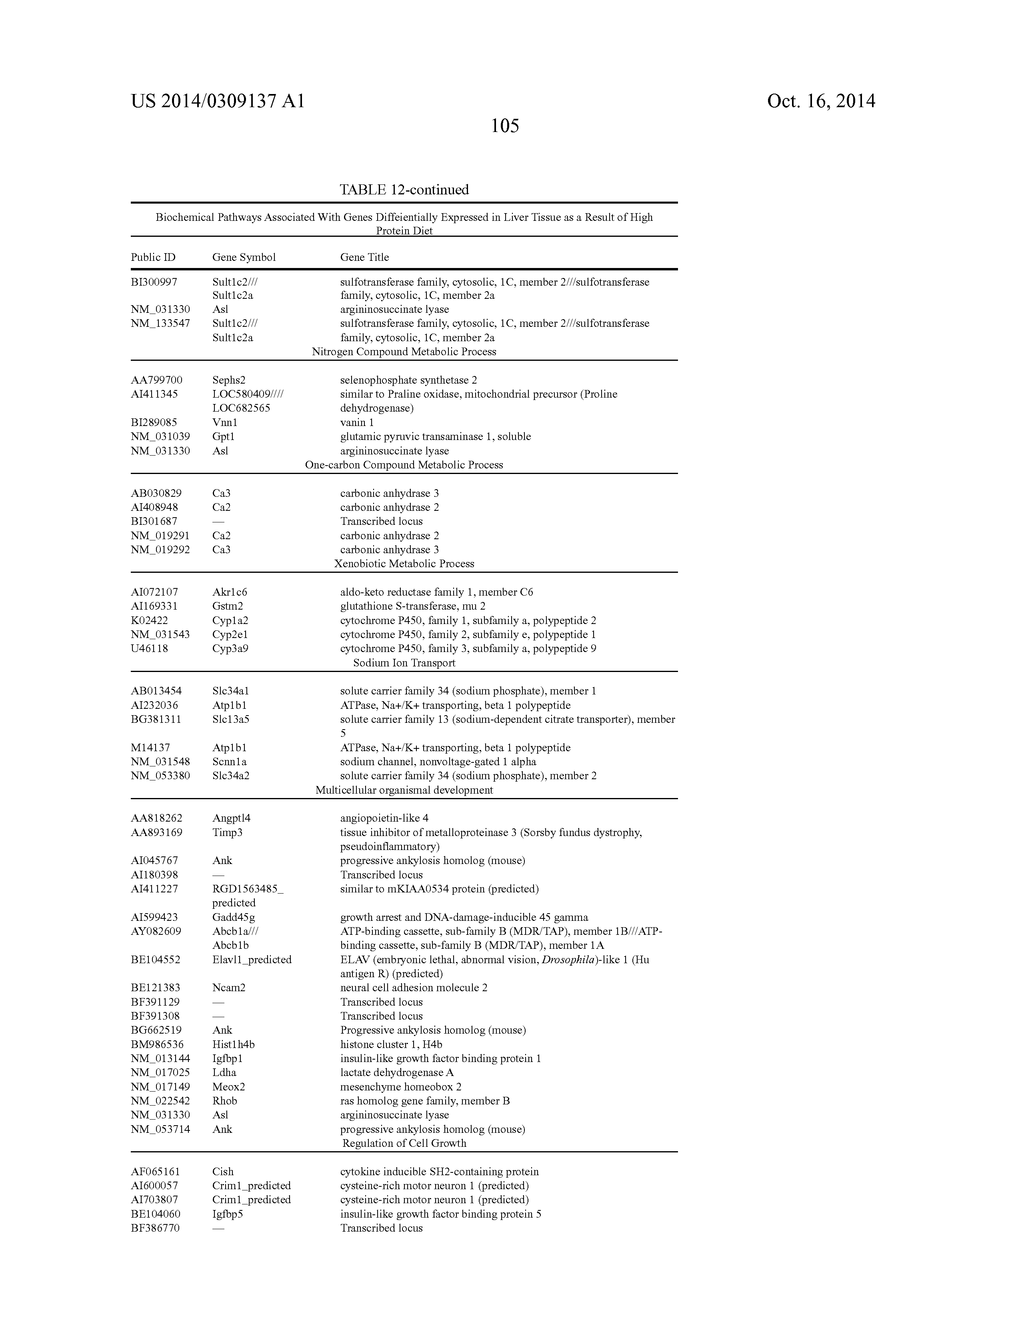 US 2014/0309137 A1 Oct. 16, 2014
105
TABLE 12-continued
Biochemical Pathways Associated With Genes Diffeientially Expressed in Liver Tissue as a Result of High
Protein Diet
Public ID Gene Symbol Gene Title
BI300997 Sult1c2/// sulfotransferase family, cytosolic, 1C, member 2///sulfotransferase
Sult1c2a family, cytosolic, 1C, member 2a
NM_031330 Asl argininosuccinate lyase
NM_133547 Sult1c2/// sulfotransferase family, cytosolic, 1C, member 2///sulfotransferase
Sult1c2a family, cytosolic, 1C, member 2a
Nitrogen Compound Metabolic Process
AA799700 Sephs2 selenophosphate synthetase 2
AI411345 LOC580409//// similar to Praline oxidase, mitochondrial precursor (Proline
LOC682565 dehydrogenase)
BI289085 Vnn1 vanin 1
NM_031039 Gpt1 glutamic pyruvic transaminase 1, soluble
NM_031330 Asl argininosuccinate lyase
One-carbon Compound Metabolic Process
AB030829 Ca3 carbonic anhydrase 3
AI408948 Ca2 carbonic anhydrase 2
BI301687 — Transcribed locus
NM_019291 Ca2 carbonic anhydrase 2
NM_019292 Ca3 carbonic anhydrase 3
Xenobiotic Metabolic Process
AI072107 Akr1c6 aldo-keto reductase family 1, member C6
AI169331 Gstm2 glutathione S-transferase, mu 2
K02422 Cyp1a2 cytochrome P450, family 1, subfamily a, polypeptide 2
NM_031543 Cyp2e1 cytochrome P450, family 2, subfamily e, polypeptide 1
U46118 Cyp3a9 cytochrome P450, family 3, subfamily a, polypeptide 9
Sodium Ion Transport
AB013454 Slc34a1 solute carrier family 34 (sodium phosphate), member 1
AI232036 Atp1b1 ATPase, Na+/K+ transporting, beta 1 polypeptide
BG381311 Slc13a5 solute carrier family 13 (sodium-dependent citrate transporter), member
5
M14137 Atp1b1 ATPase, Na+/K+ transporting, beta 1 polypeptide
NM_031548 Scnn1a sodium channel, nonvoltage-gated 1 alpha
NM_053380 Slc34a2 solute carrier family 34 (sodium phosphate), member 2
Multicellular organismal development
AA818262 Angptl4 angiopoietin-like 4
AA893169 Timp3 tissue inhibitor of metalloproteinase 3 (Sorsby fundus dystrophy,
pseudoinflammatory)
AI045767 Ank progressive ankylosis homolog (mouse)
AI180398 — Transcribed locus
AI411227 RGD1563485_ similar to mKIAA0534 protein (predicted)
predicted
AI599423 Gadd45g growth arrest and DNA-damage-inducible 45 gamma
AY082609 Abcb1a/// ATP-binding cassette, sub-family B (MDR/TAP), member 1B///ATP-
Abcb1b binding cassette, sub-family B (MDR/TAP), member 1A
BE104552 Elavl1_predicted ELAV (embryonic lethal, abnormal vision, Drosophila)-like 1 (Hu
antigen R) (predicted)
BE121383 Ncam2 neural cell adhesion molecule 2
BF391129 — Transcribed locus
BF391308 — Transcribed locus
BG662519 Ank Progressive ankylosis homolog (mouse)
BM986536 Hist1h4b histone cluster 1, H4b
NM_013144 Igfbp1 insulin-like growth factor binding protein 1
NM_017025 Ldha lactate dehydrogenase A
NM_017149 Meox2 mesenchyme homeobox 2
NM_022542 Rhob ras homolog gene family, member B
NM_031330 Asl argininosuccinate lyase
NM_053714 Ank progressive ankylosis homolog (mouse)
Regulation of Cell Growth
AF065161 Cish cytokine inducible SH2-containing protein
AI600057 Crim1_predicted cysteine-rich motor neuron 1 (predicted)
AI703807 Crim1_predicted cysteine-rich motor neuron 1 (predicted)
BE104060 Igfbp5 insulin-like growth factor binding protein 5
BF386770 — Transcribed locus